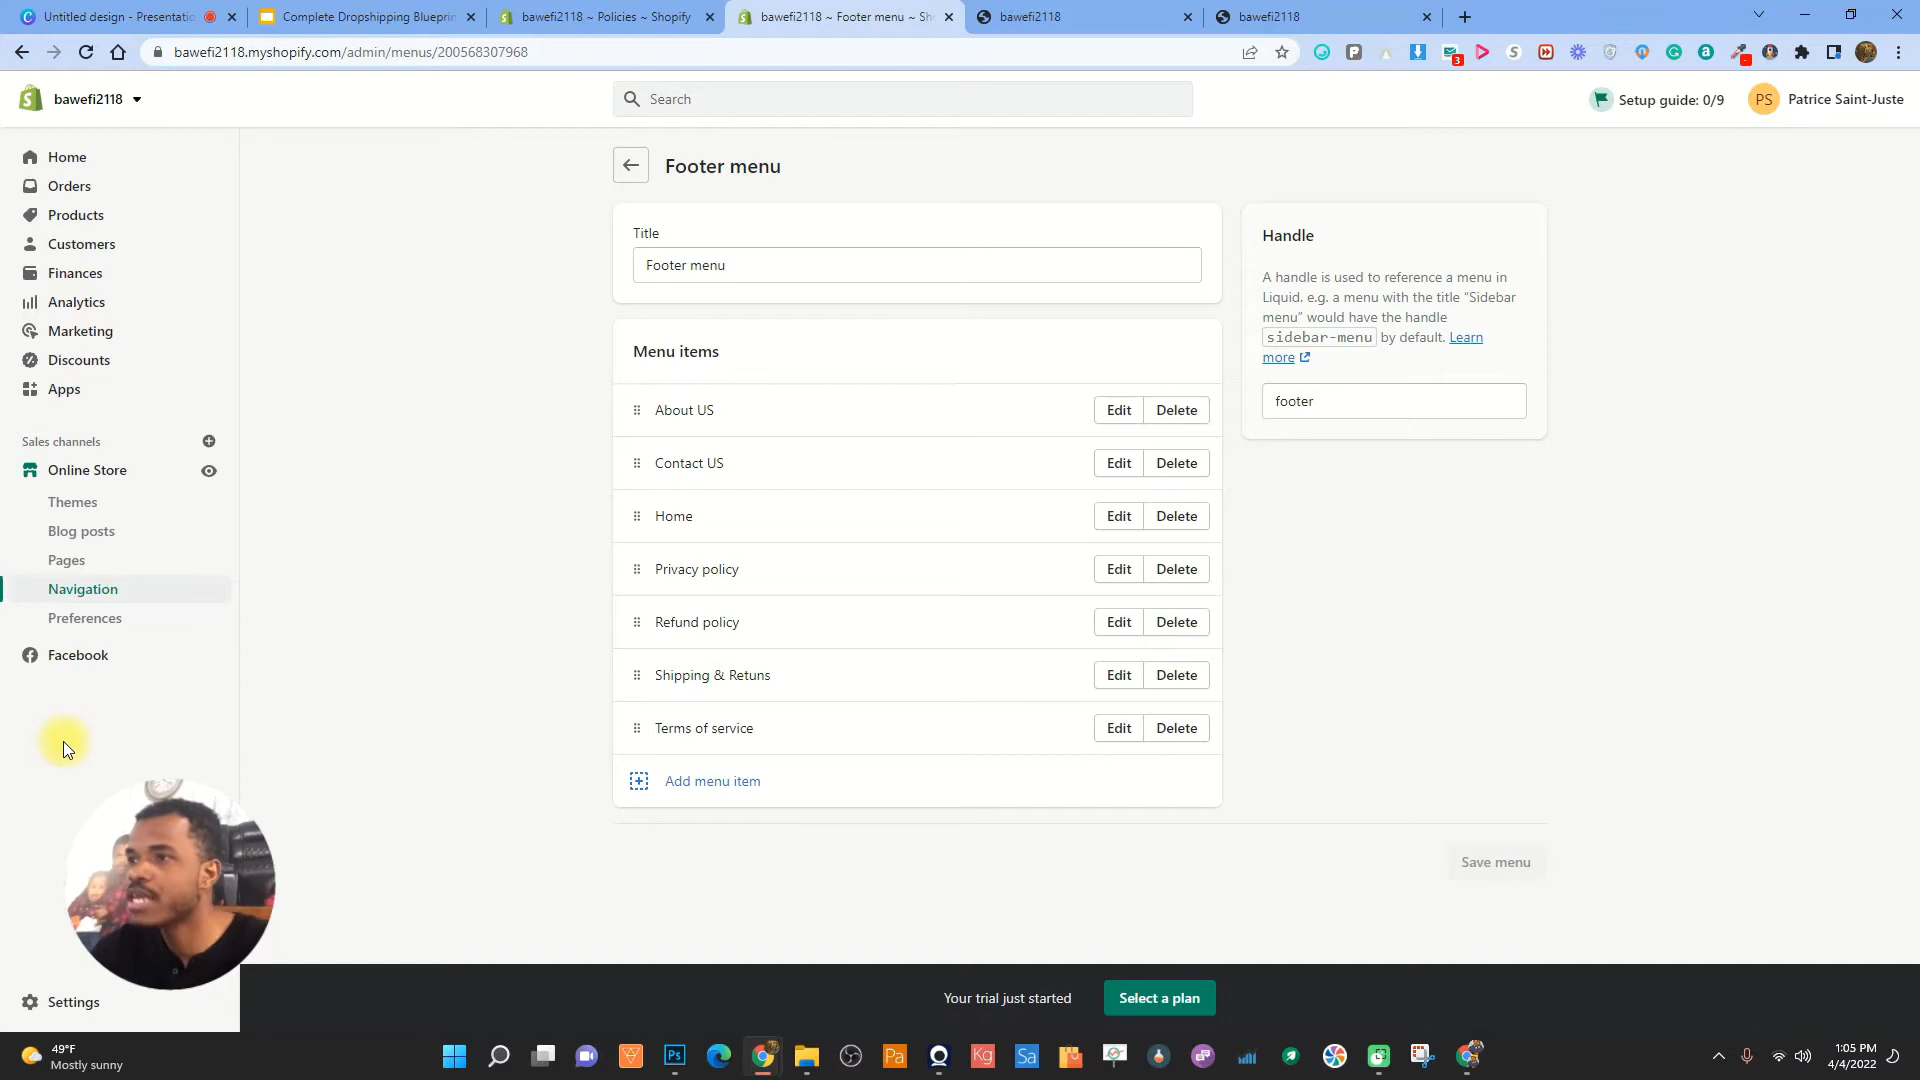 Untitled design - Presentatio
Complete Dropshipping Blueprin
bawefi2118 ~ Policies ~ Shopify
bawefi2118 ~ Footer menu ~ Sh
bawefi2118
bawefi2118
bawefi2118.myshopify.com/admin/menus/200568307968
3
bawefi2118
Search
Setup guide: 0/9
PS
Patrice Saint-Juste
Home
Orders
Products
Customers
Finances
Analytics
Marketing
Discounts
Apps
Sales channels
Online Store
Themes
Blog posts
Pages
Navigation
Preferences
Facebook
Settings
Footer menu
Title
Footer menu
Menu items
About US
Edit
Delete
Contact US
Edit
Delete
Home
Edit
Delete
Privacy policy
Edit
Delete
Refund policy
Edit
Delete
Shipping & Retuns
Edit
Delete
Terms of service
Edit
Delete
Add menu item
Handle
A handle is used to reference a menu in
Liquid. e.g. a menu with the title “Sidebar
menu” would have the handle
sidebar-menu by default. Learn
more
footer
Save menu
Your trial just started
Select a plan
49°F
Mostly sunny
Ps
Pa
Kg
Sa
1:05 PM
4/4/2022